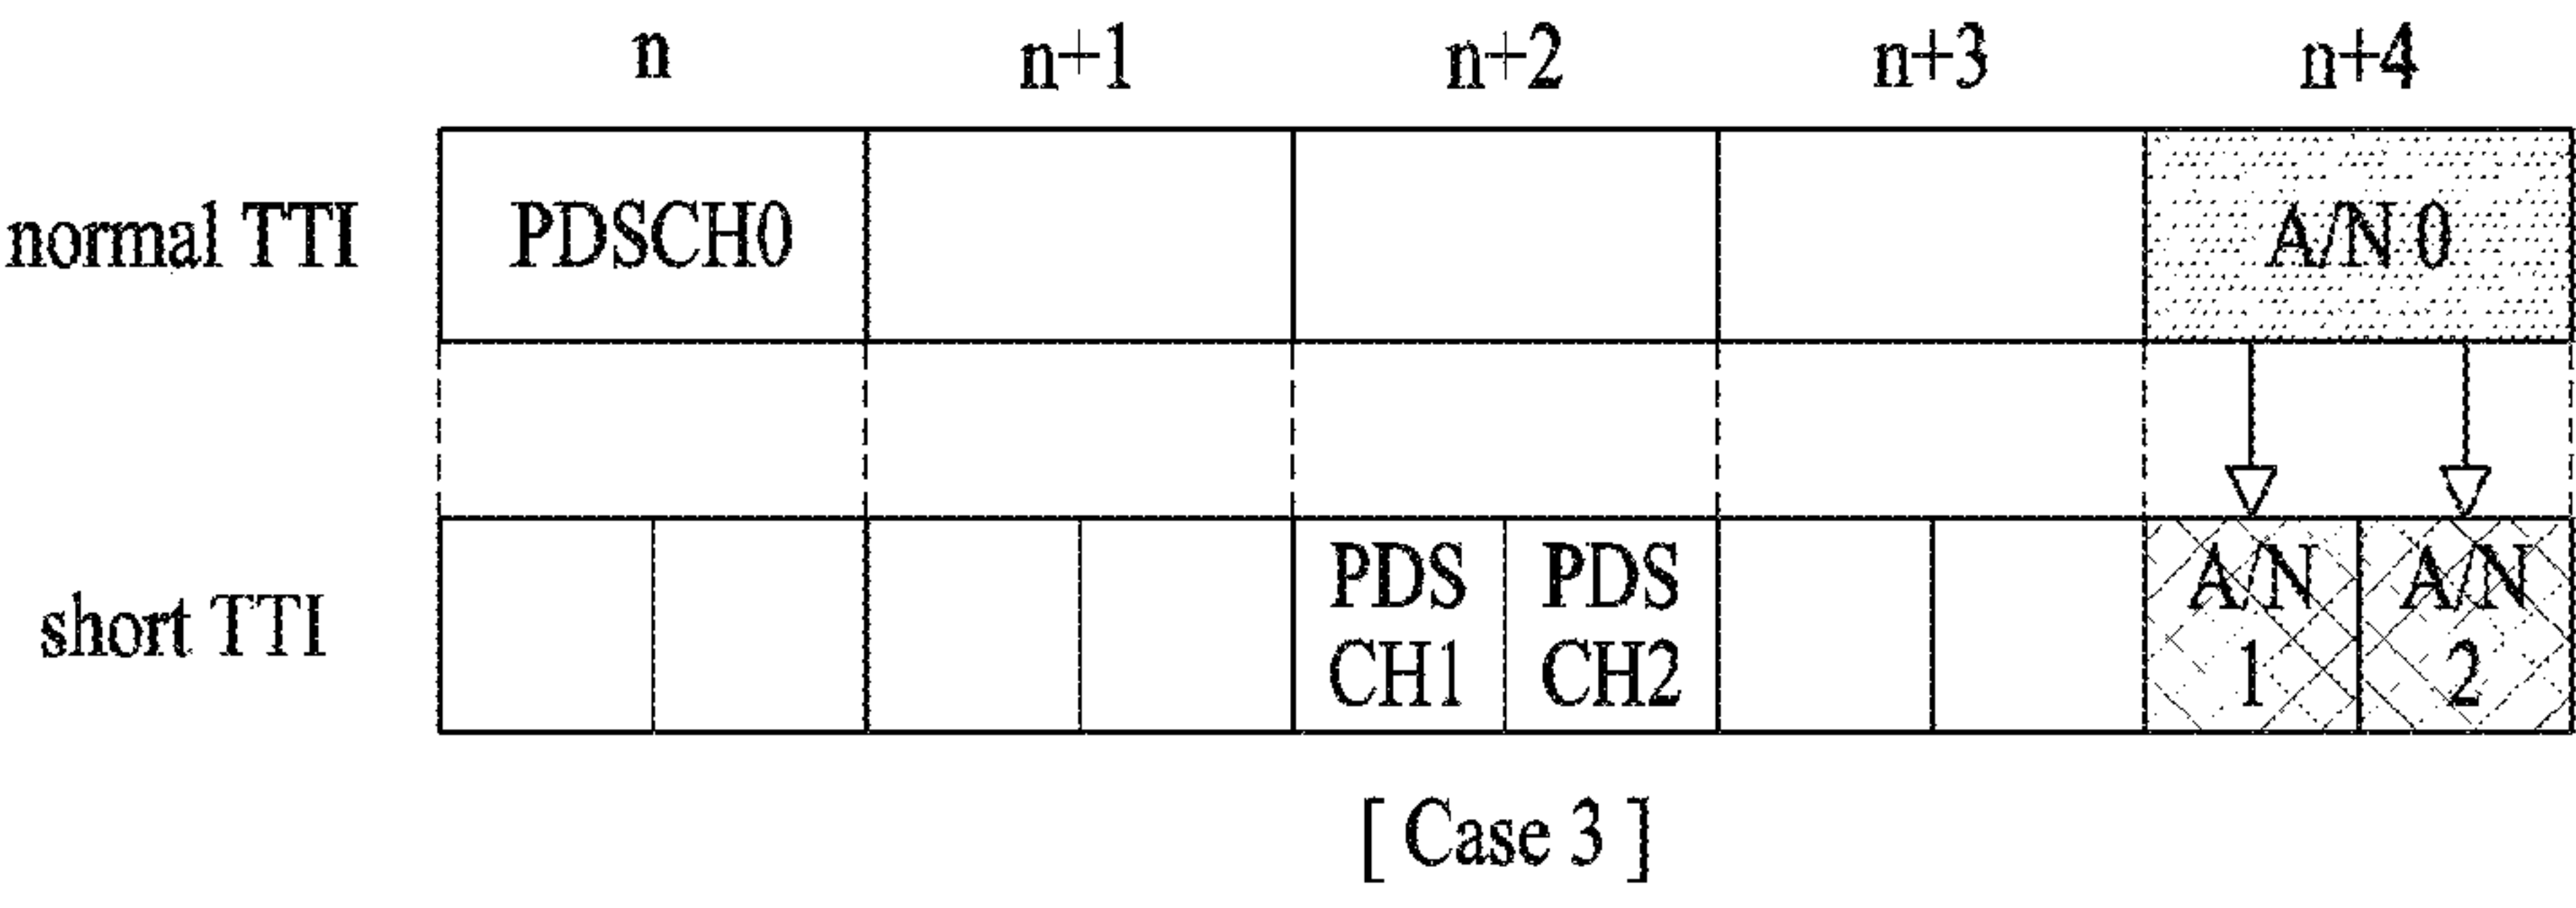 n n+1 n+2 n+3 n+4
normal TTI PDSCH0 A/N 0
short TTI
PDS
CH1
PDS
CH2
A/N
1
A/N
2
[ Case 3 ]